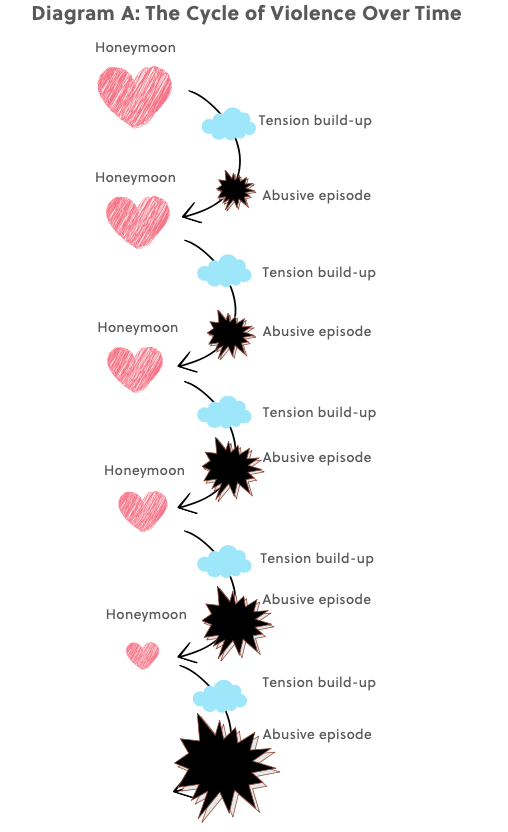 Diagram A: The Cycle of Violence Over Time
Honeymoon
Tension build-up
Honeymoon
Abusive episode
Tension build-up
Honeymoon
Abusive episode
Tension build-up
Abusive episode
Honeymoon
Tension build-up
Abusive episode
Honeymoon
Tension build-up
Abusive episode